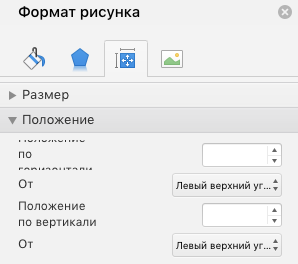 Формат рисунка
Размер
Положение
Положение
по
горизонтали
От
Левый верхний уг...
Положение
по вертикали
От
Левый верхний уг...